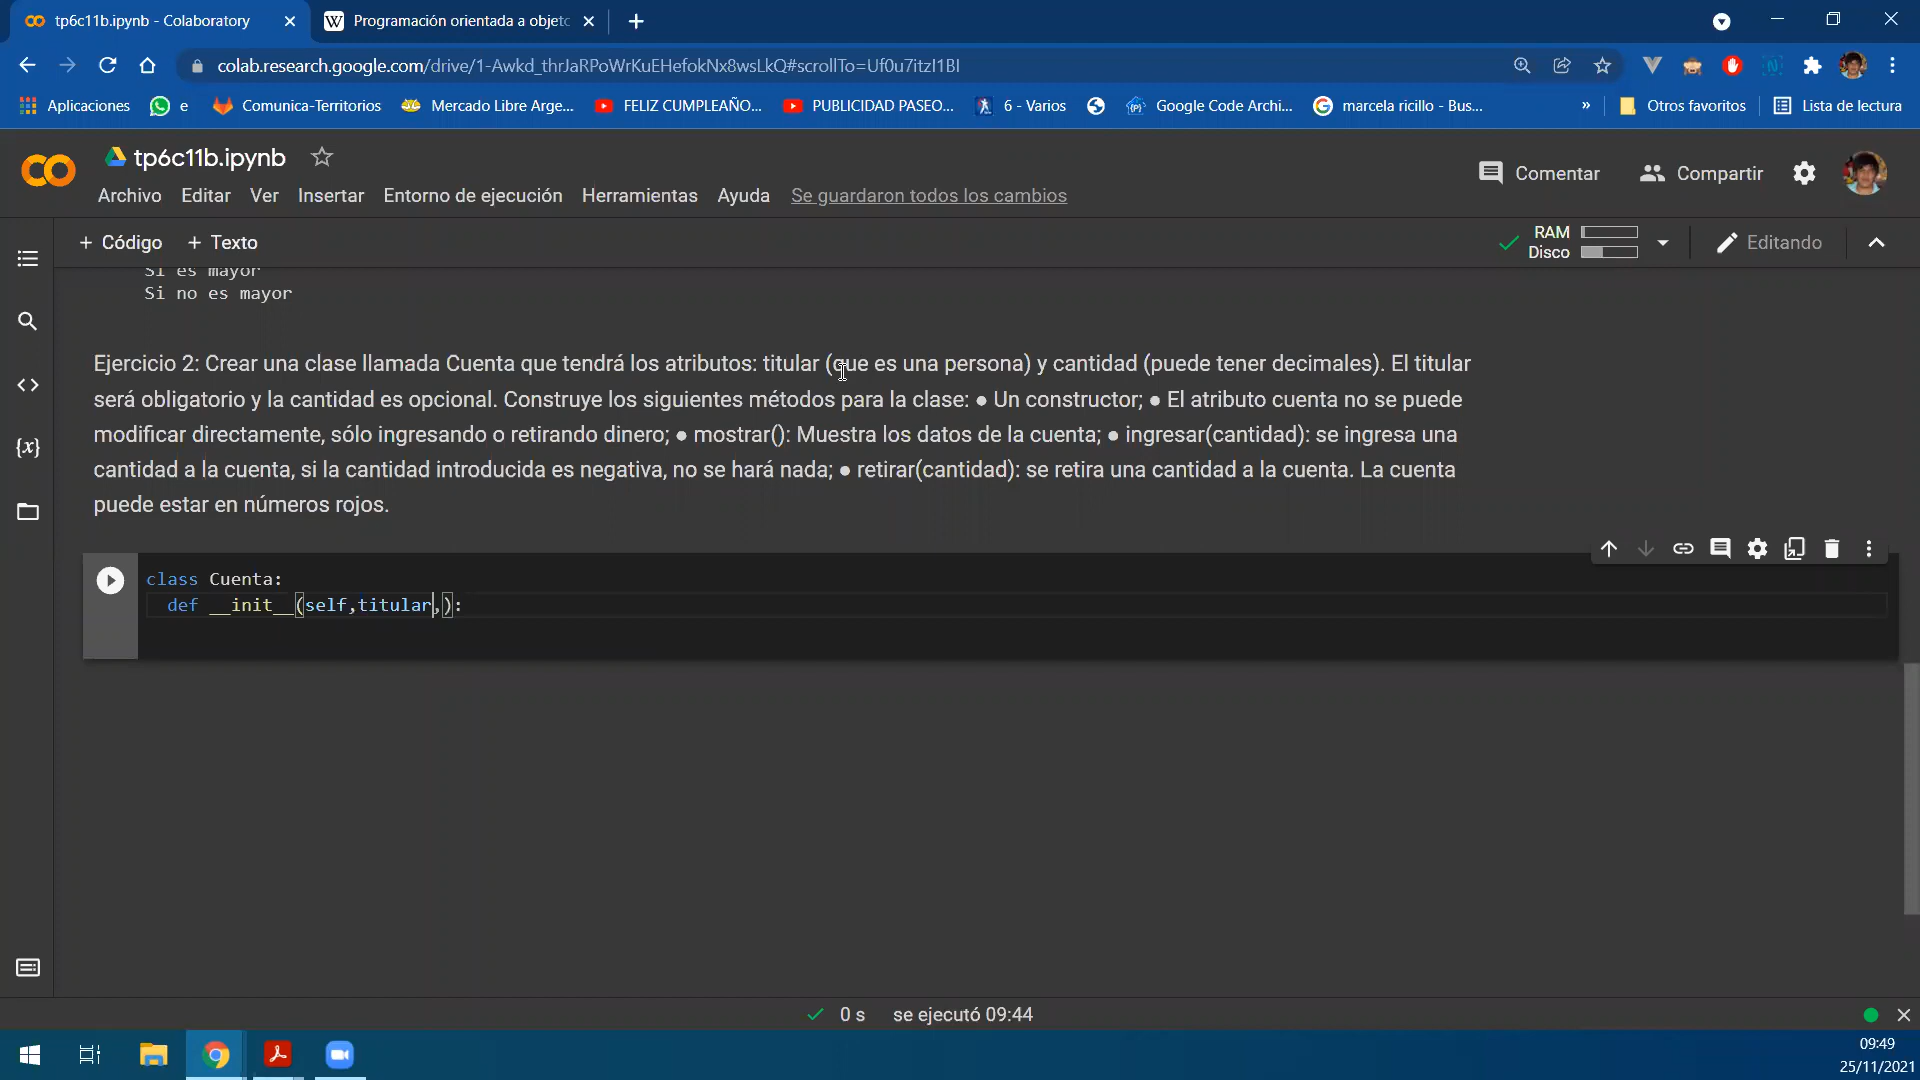 tp6c11b.ipynb - Colaboratory
Programación orientada a objeto
colab.research.google.com/drive/1-Awkd_thrJaRPoWrKuEHefokNx8wsLkQ#scrollTo=Uf0u7itzI1BI
Aplicaciones
e
Comunica-Territorios
Mercado Libre Arge...
FELIZ CUMPLEAÑO...
PUBLICIDAD PASEO...
6 - Varios
Google Code Archi...
marcela ricillo - Bus...
»
Otros favoritos
Lista de lectura
tp6c11b.ipynb
Comentar
Compartir
Archivo Editar Ver Insertar Entorno de ejecución Herramientas Ayuda Se guardaron todos los cambios
+ Código + Texto
RAM
Disco
Editando
Si es mayor
Si no es mayor
Ejercicio 2: Crear una clase llamada Cuenta que tendrá los atributos: titular (que es una persona) y cantidad (puede tener decimales). El titular
será obligatorio y la cantidad es opcional. Construye los siguientes métodos para la clase: ● Un constructor; ● El atributo cuenta no se puede
modificar directamente, sólo ingresando o retirando dinero; ● mostrar(): Muestra los datos de la cuenta; ● ingresar(cantidad): se ingresa una
cantidad a la cuenta, si la cantidad introducida es negativa, no se hará nada; ● retirar(cantidad): se retira una cantidad a la cuenta. La cuenta
puede estar en números rojos.
class Cuenta:
def __init__(self,titular,):
0 s se ejecutó 09:44
09:49
25/11/2021